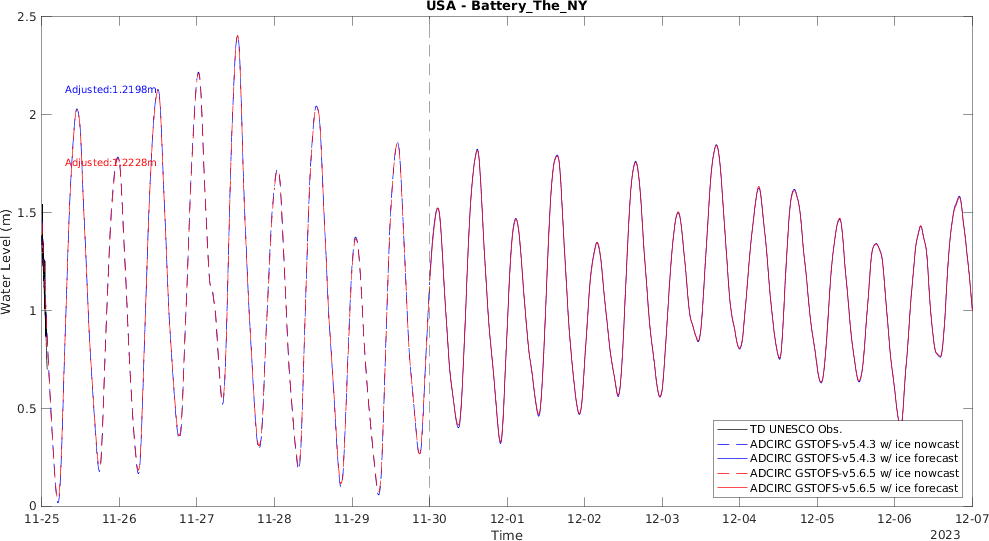 USA - Battery_The_NY
2.5
2
1.5
1
0.5
0
Water Level (m)
Adjusted:1.2198m
Adjusted:1.2228m
TD UNESCO Obs.
ADCIRC GSTOFS-v5.4.3 w/ ice nowcast
ADCIRC GSTOFS-v5.4.3 w/ ice forecast
ADCIRC GSTOFS-v5.6.5 w/ ice nowcast
ADCIRC GSTOFS-v5.6.5 w/ ice forecast
11-25 11-26 11-27 11-28 11-29 11-30 12-01 12-02 12-03 12-04 12-05 12-06 12-07
Time
2023